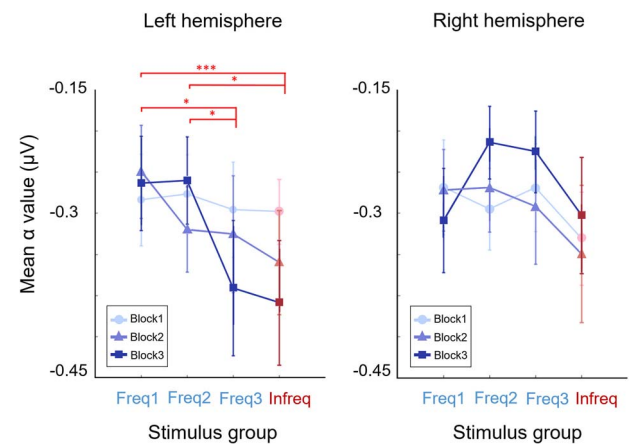 Left hemisphere
Right hemisphere
***
*
*
*
-0.15
-0.3
-0.45
Mean α value (μV)
Block1
Block2
Block3
Freq1 Freq2 Freq3 Infreq
Stimulus group
-0.15
-0.3
-0.45
Block1
Block2
Block3
Freq1 Freq2 Freq3 Infreq
Stimulus group